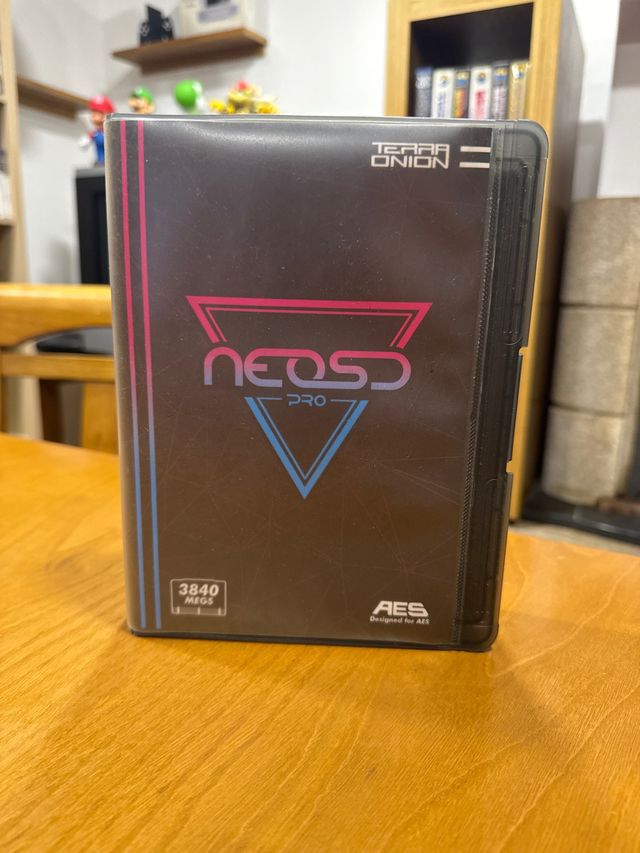 TERRA
ONION
NEOSD
PRO
3840
MEGS
AES
Designed for AES